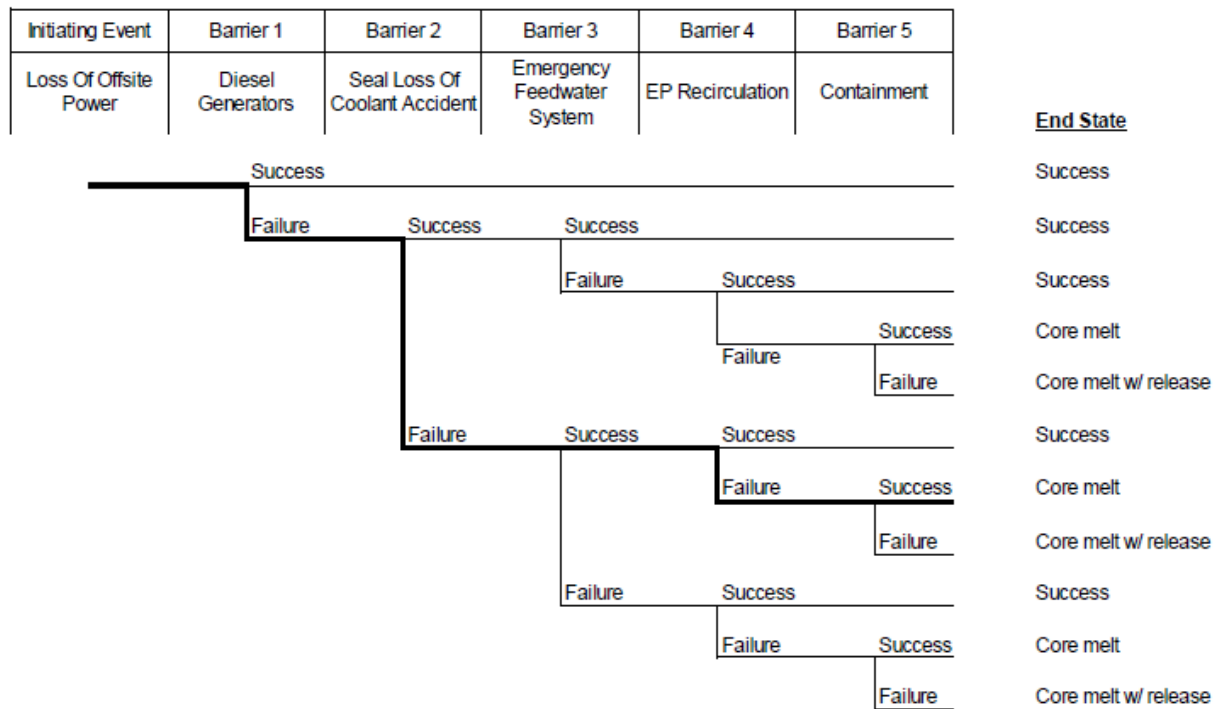 Initiating Event Barrier 1 Barrier 2 Barrier 3 Barrier 4 Barrier 5
Loss Of Offsite Power
Diesel Generators
Seal Loss Of Coolant Accident
Emergency Feedwater System
EP Recirculation
Containment
End State
Success Success
Failure Success Success Success
Failure Success Success
Success Core melt
Failure
Failure Core melt w/ release
Failure Success Success Success
Failure Success Core melt
Failure Core melt w/ release
Failure Success Success
Failure Success Core melt
Failure Core melt w/ release